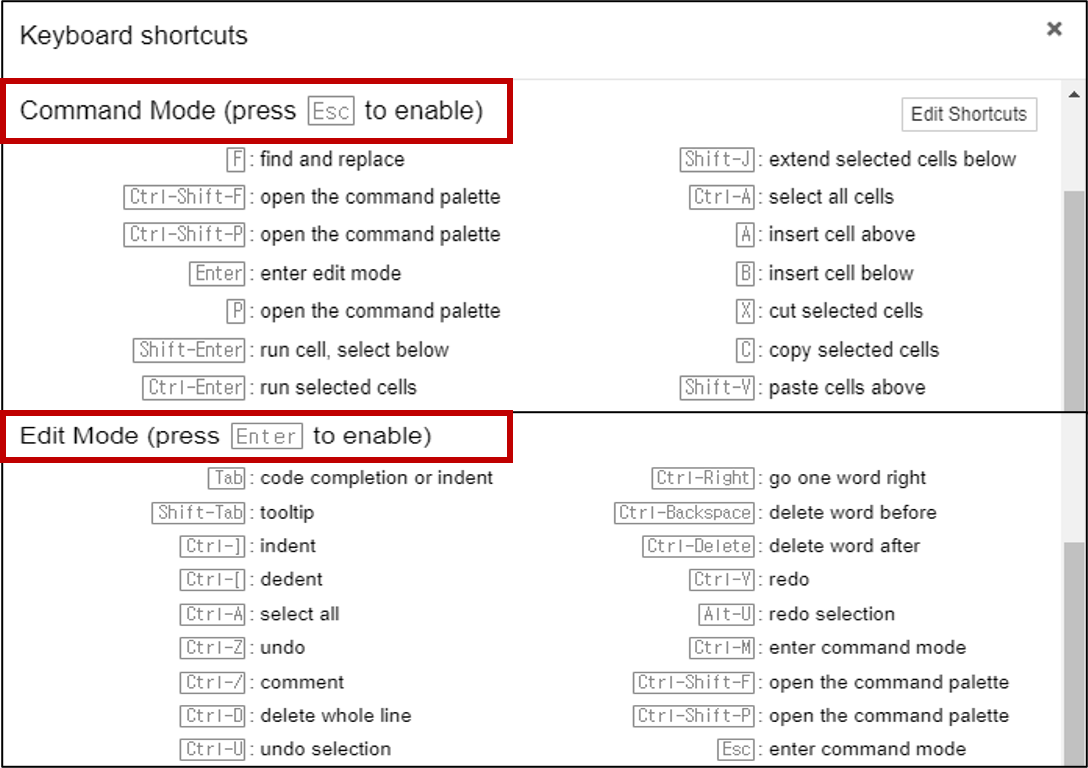 Keyboard shortcuts
×
Command Mode (press Esc to enable)
Edit Shortcuts
F : find and replace
Ctrl-Shift-F : open the command palette
Ctrl-Shift-P : open the command palette
Enter : enter edit mode
P : open the command palette
Shift-Enter : run cell, select below
Ctrl-Enter : run selected cells
Shift-J : extend selected cells below
Ctrl-A : select all cells
A : insert cell above
B : insert cell below
X : cut selected cells
C : copy selected cells
Shift-V : paste cells above
Edit Mode (press Enter to enable)
Tab : code completion or indent
Shift-Tab : tooltip
Ctrl-] : indent
Ctrl-[ : dedent
Ctrl-A : select all
Ctrl-Z : undo
Ctrl-/ : comment
Ctrl-D : delete whole line
Ctrl-U : undo selection
Ctrl-Right : go one word right
Ctrl-Backspace : delete word before
Ctrl-Delete : delete word after
Ctrl-Y : redo
Alt-U : redo selection
Ctrl-M : enter command mode
Ctrl-Shift-F : open the command palette
Ctrl-Shift-P : open the command palette
Esc : enter command mode